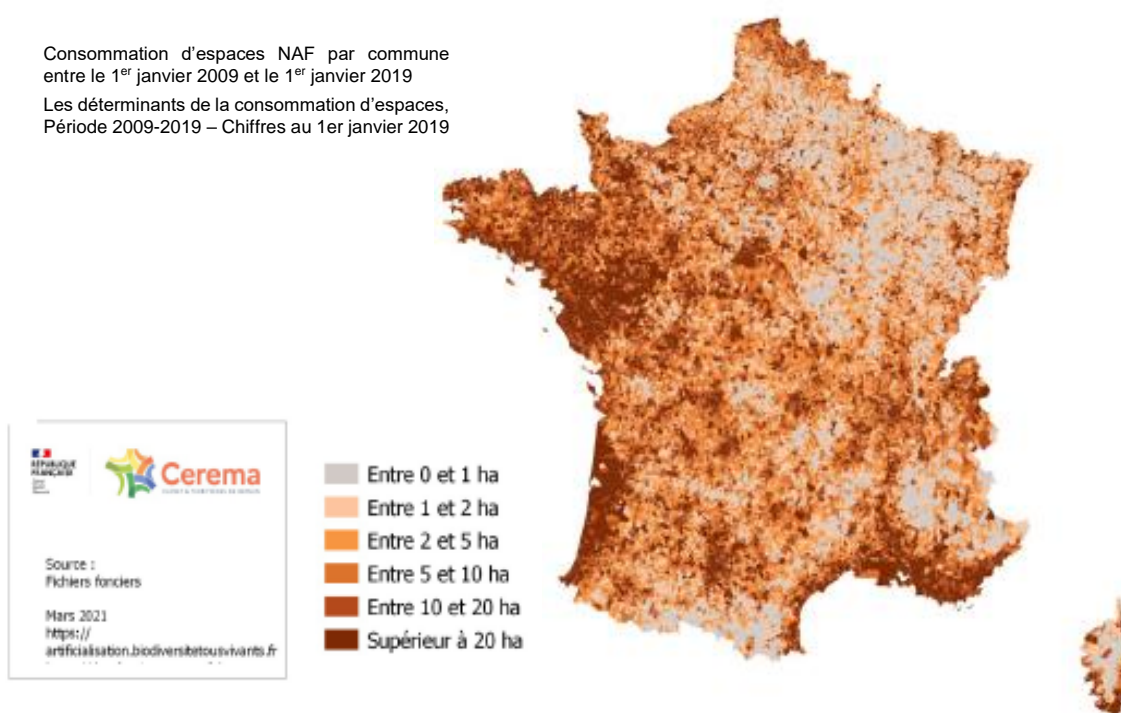 Consommation d'espaces NAF par commune
entre le 1er janvier 2009 et le 1er janvier 2019
Les déterminants de la consommation d'espaces,
Période 2009-2019 – Chiffres au 1er janvier 2019
RÉPUBLIQUE
FRANÇAISE
Cerema
Source :
Fichiers fonciers
Mars 2021
https://
artificialisation.biodiversitetousvivants.fr
Entre 0 et 1 ha
Entre 1 et 2 ha
Entre 2 et 5 ha
Entre 5 et 10 ha
Entre 10 et 20 ha
Supérieur à 20 ha